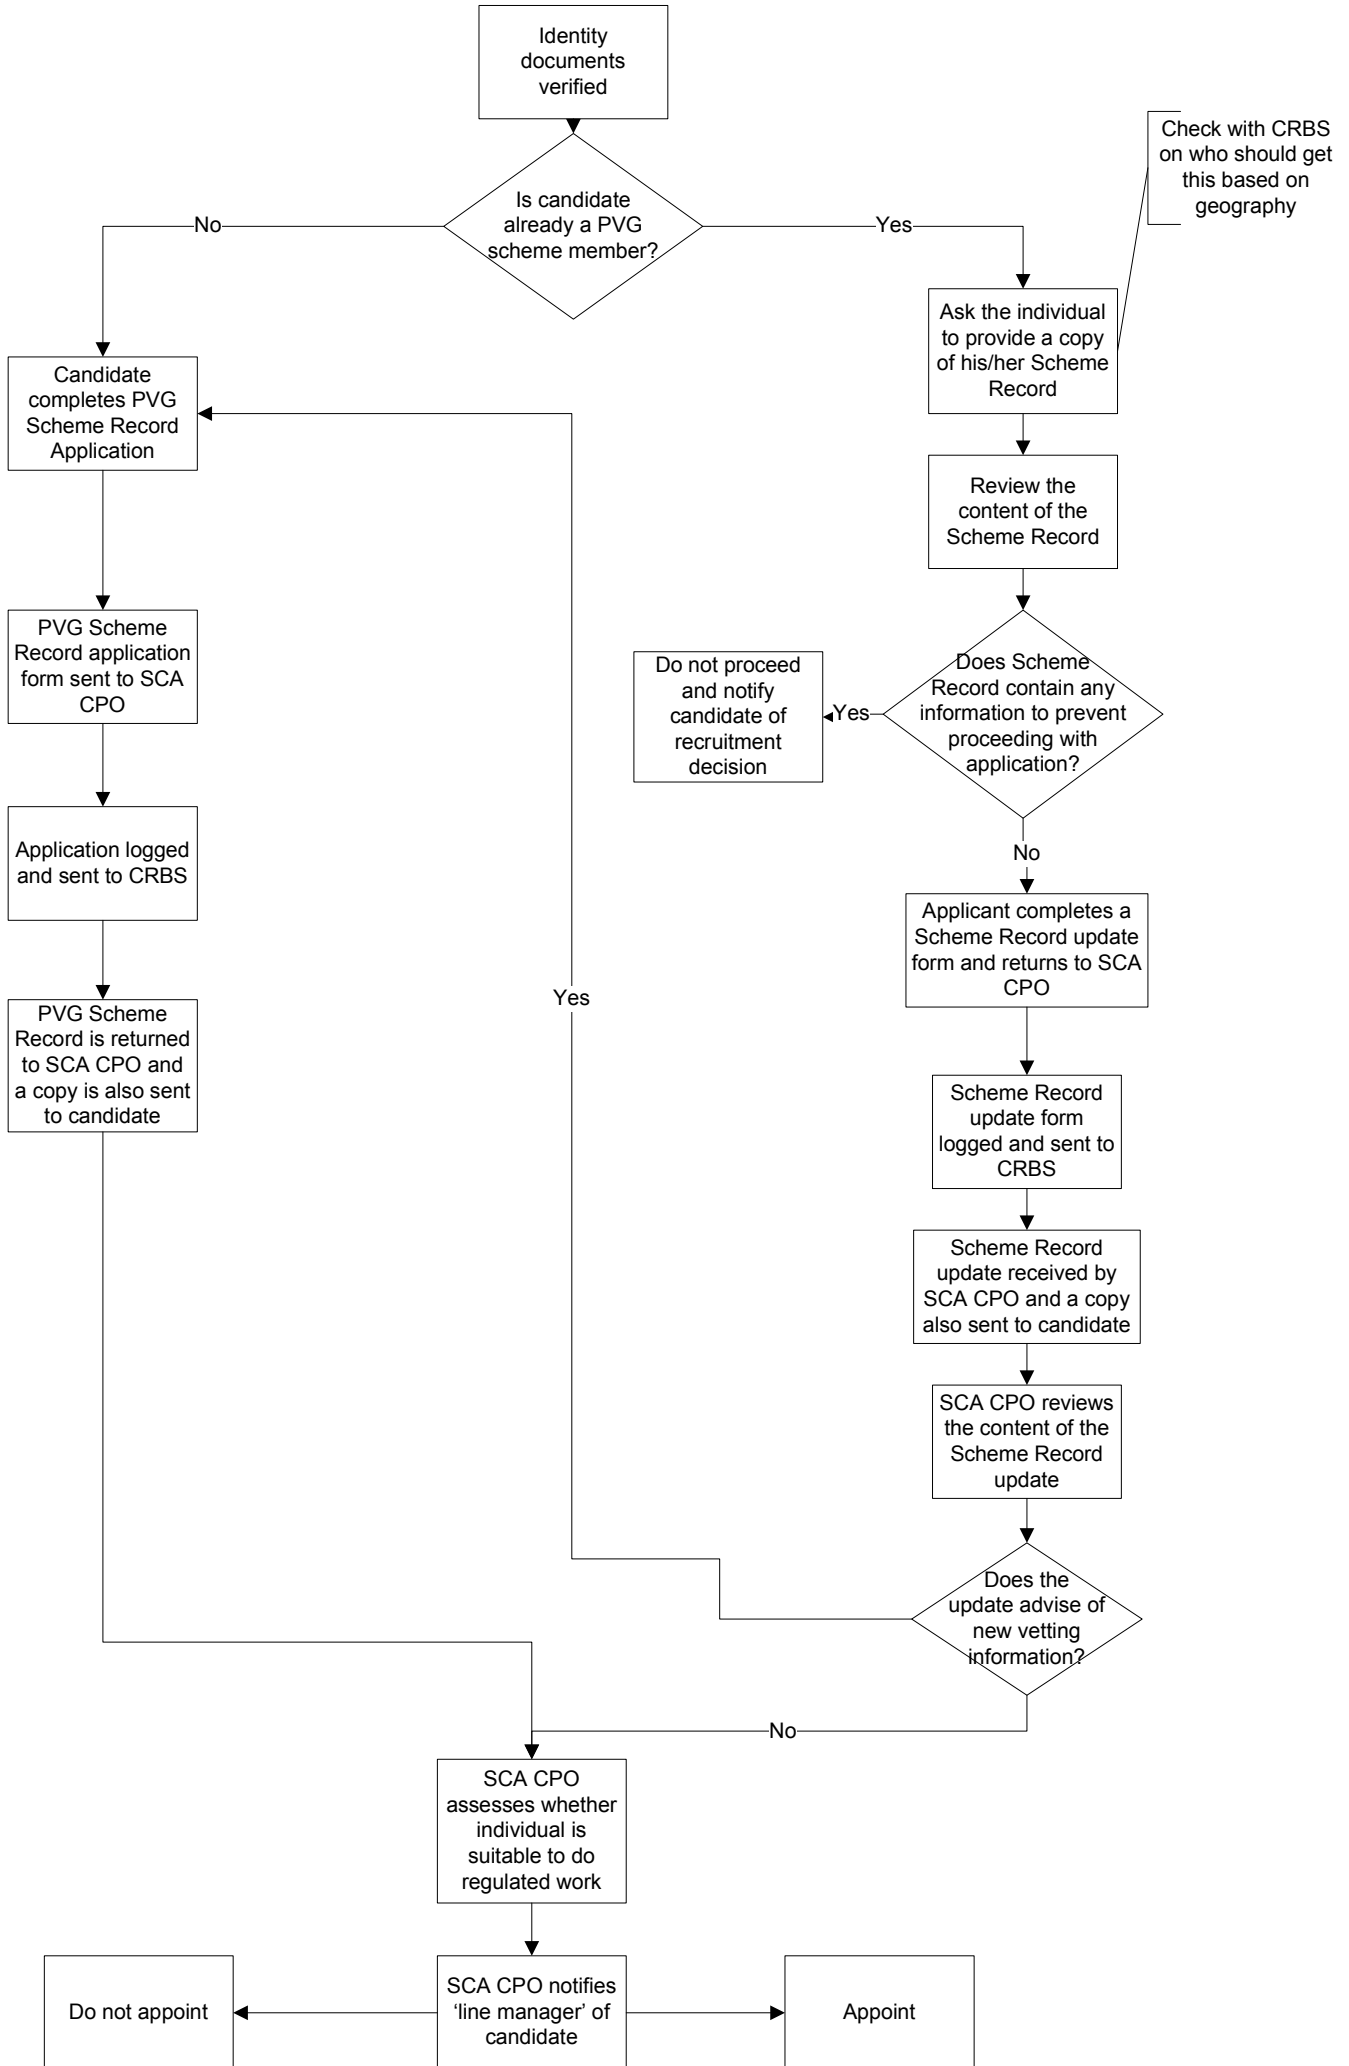 Identity
documents
verified
Check with CRBS
on who should get
this based on
geography
Is candidate
already a PVG
scheme member?
No
Yes
Ask the individual
to provide a copy
of his/her Scheme
Record
Candidate
completes PVG
Scheme Record
Application
Review the
content of the
Scheme Record
PVG Scheme
Record application
form sent to SCA
CPO
Does Scheme
Record contain any
information to prevent
proceeding with
application?
Yes
Do not proceed
and notify
candidate of
recruitment
decision
No
Application logged
and sent to CRBS
Applicant completes a
Scheme Record update
form and returns to SCA
CPO
Yes
PVG Scheme
Record is returned
to SCA CPO and
a copy is also sent
to candidate
Scheme Record
update form
logged and sent to
CRBS
Scheme Record
update received by
SCA CPO and a copy
also sent to candidate
SCA CPO reviews
the content of the
Scheme Record
update
Does the
update advise of
new vetting
information?
No
SCA CPO
assesses whether
individual is
suitable to do
regulated work
Do not appoint
SCA CPO notifies
‘line manager’ of
candidate
Appoint